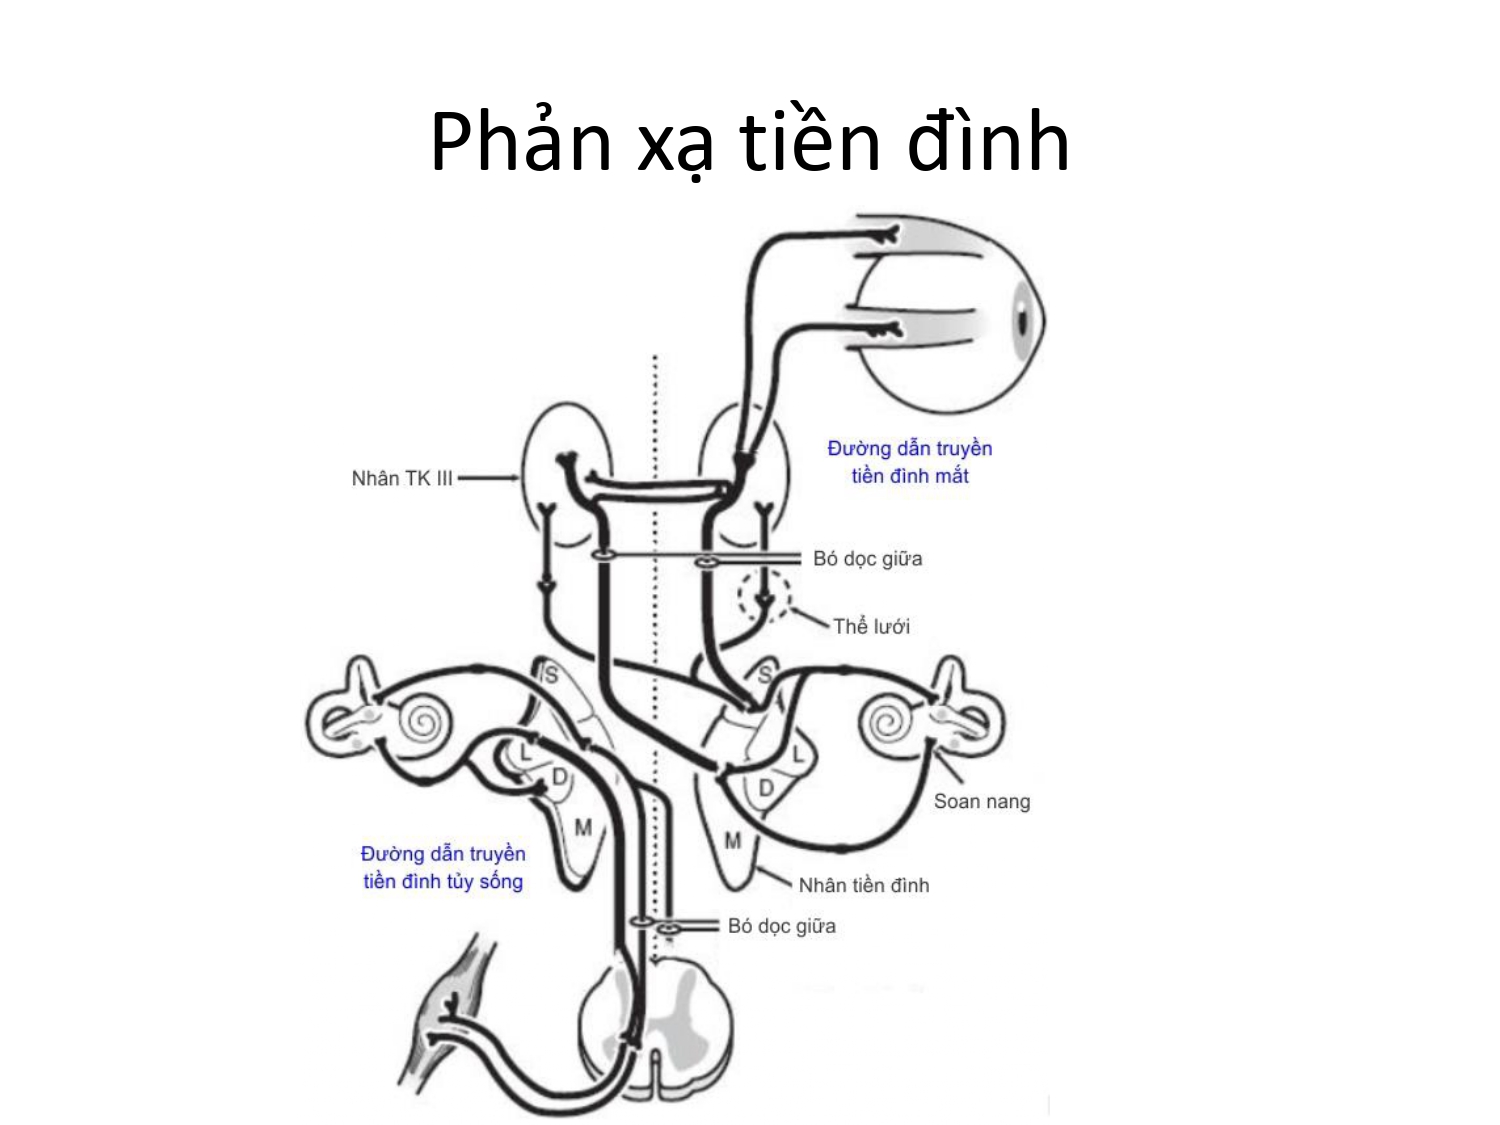 Phản xạ tiền đình
Đường dẫn truyền
tiền đình mắt
Nhân TK III
Bó dọc giữa
Thể lưới
S
S
L
D
M
L
D
M
Soan nang
Đường dẫn truyền
tiền đình tủy sống
Nhân tiền đình
Bó dọc giữa